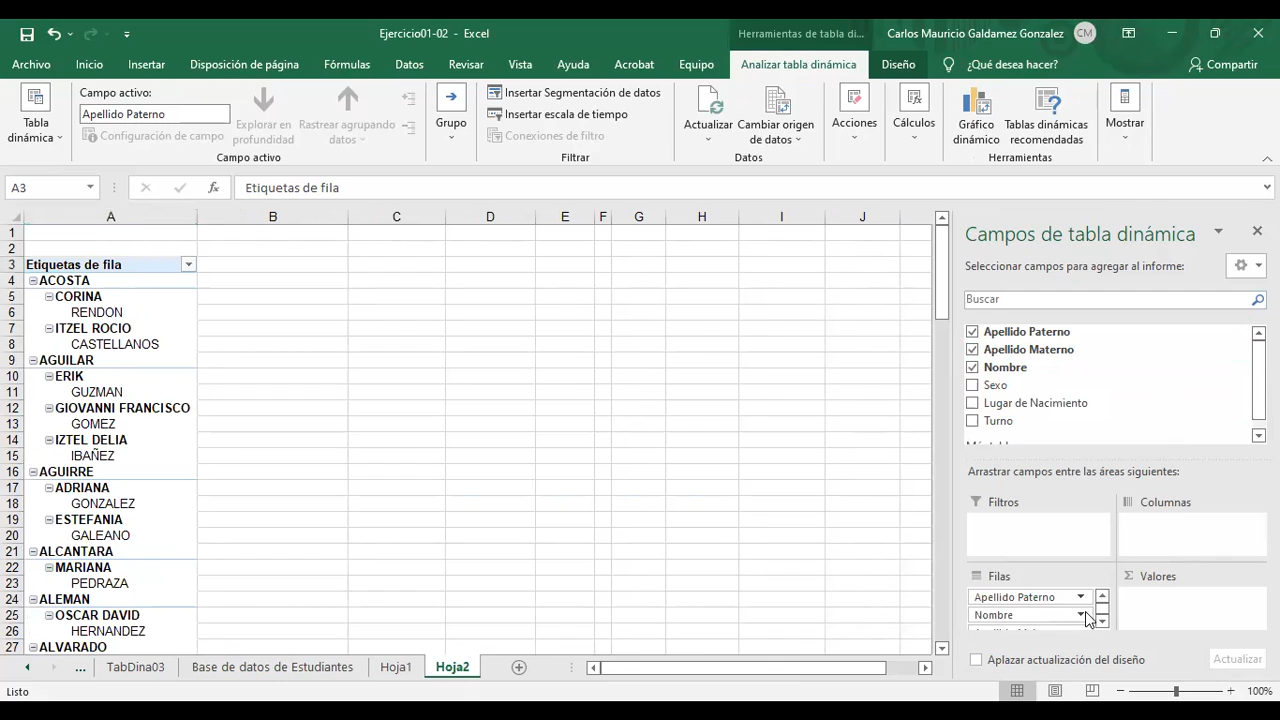 Ejercicio01-02 - Excel
Herramientas de tabla di...
Carlos Mauricio Galdamez Gonzalez
CM
Archivo
Inicio
Insertar
Disposición de página
Fórmulas
Datos
Revisar
Vista
Ayuda
Acrobat
Equipo
Analizar tabla dinámica
Diseño
¿Qué desea hacer?
Compartir
Tabla
dinámica
Campo activo:
Apellido Paterno
Configuración de campo
Explorar en
profundidad
Rastrear agrupando
datos
Campo activo
Grupo
Insertar Segmentación de datos
Insertar escala de tiempo
Conexiones de filtro
Filtrar
Actualizar
Cambiar origen
de datos
Datos
Acciones
Cálculos
Gráfico
dinámico
Tablas dinámicas
recomendadas
Herramientas
Mostrar
A3
fx
Etiquetas de fila
A B C D E F G H I J
1
2
3 Etiquetas de fila
4 ACOSTA
5 CORINA
6 RENDON
7 ITZEL ROCIO
8 CASTELLANOS
9 AGUILAR
10 ERIK
11 GUZMAN
12 GIOVANNI FRANCISCO
13 GOMEZ
14 IZTEL DELIA
15 IBAÑEZ
16 AGUIRRE
17 ADRIANA
18 GONZALEZ
19 ESTEFANIA
20 GALEANO
21 ALCANTARA
22 MARIANA
23 PEDRAZA
24 ALEMAN
25 OSCAR DAVID
26 HERNANDEZ
27 ALVARADO
Campos de tabla dinámica
Seleccionar campos para agregar al informe:
Buscar
Apellido Paterno
Apellido Materno
Nombre
Sexo
Lugar de Nacimiento
Turno
Arrastrar campos entre las áreas siguientes:
Filtros
Columnas
Filas
Σ Valores
Apellido Paterno
Nombre
Aplazar actualización del diseño
Actualizar
...
TabDina03
Base de datos de Estudiantes
Hoja1
Hoja2
Listo
100%